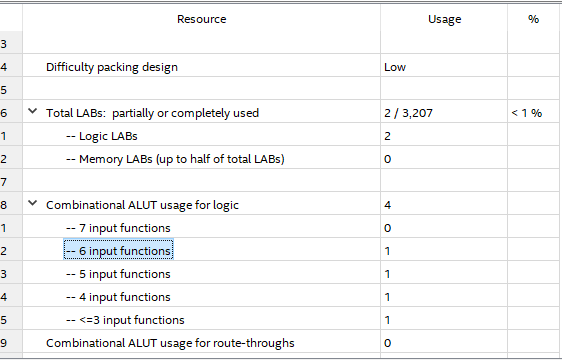 Resource Usage %
3
4 Difficulty packing design Low
5
6 Total LABs: partially or completely used 2 / 3,207 < 1 %
1 -- Logic LABs 2
2 -- Memory LABs (up to half of total LABs) 0
7
8 Combinational ALUT usage for logic 4
1 -- 7 input functions 0
2 -- 6 input functions 1
3 -- 5 input functions 1
4 -- 4 input functions 1
5 -- <=3 input functions 1
9 Combinational ALUT usage for route-throughs 0